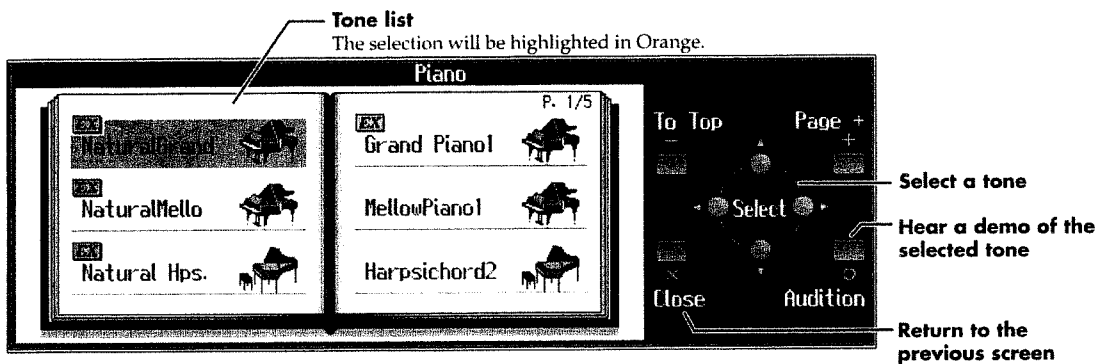 Tone list
The selection will be highlighted in Orange.
Piano
P. 1/5
EX
NaturalGrand
EX
NaturalMello
EX
Natural Hps.
EX
Grand Piano1
MellowPiano1
Harpsichord2
To Top
Page +
Select
Close
Audition
Select a tone
Hear a demo of the
selected tone
Return to the
previous screen